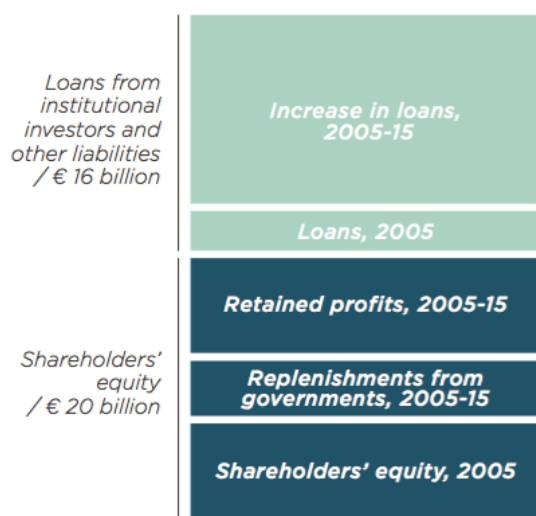 Loans from
institutional
investors and
other liabilities
/ € 16 billion
Increase in loans,
2005-15
Loans, 2005
Shareholders'
equity
/ € 20 billion
Retained profits, 2005-15
Replenishments from
governments, 2005-15
Shareholders' equity, 2005